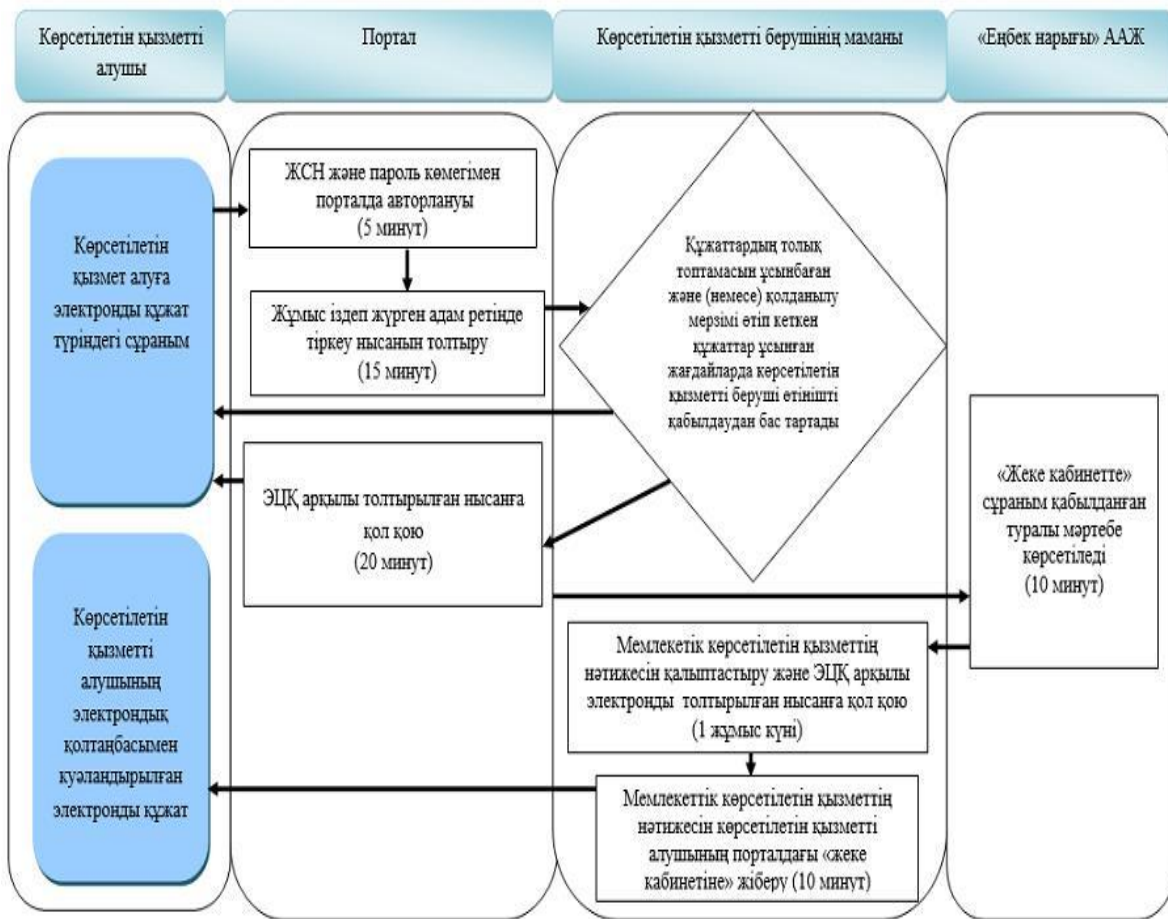 Көрсетілетін қызметті
алушы
Портал
Көрсетілетін қызметті берушінің маманы
«Еңбек нарығы» ААЖ
Көрсетілетін
қызмет алуға
электронды құжат
түріндегі сұраным
ЖСН және пароль көмегімен
порталда авторлануы
(5 минут)
Жұмыс іздеп жүрген адам ретінде
тіркеу нысанын толтыру
(15 минут)
Құжаттардың толық
топтамасын ұсынбаған
және (немесе) қолданылу
мерзімі өтіп кеткен
құжаттар ұсынған
жағдайларда көрсетілетін
қызметті беруші өтінішті
қабылдаудан бас тартады
ЭЦҚ арқылы толтырылған нысанға
қол қою
(20 минут)
«Жеке кабинетте»
сұраным қабылданған
туралы мәртебе
көрсетіледі
(10 минут)
Мемлекетік көрсетілетін қызметтің
нәтижесін қалыптастыру және ЭЦҚ арқылы
электронды толтырылған нысанға қол қою
(1 жұмыс күні)
Мемлекеттік көрсетілетін қызметтің
нәтижесін көрсетілетін қызметті
алушының порталдағы «жеке
кабинетіне» жіберу (10 минут)
Көрсетілетін
қызметті
алушының
электрондық
қолтаңбасымен
куәландырылған
электронды құжат